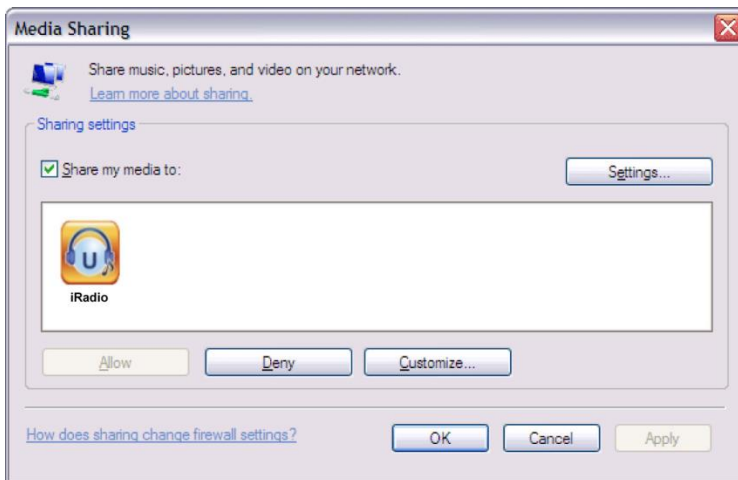 Media Sharing
Share music, pictures, and video on your network.
Learn more about sharing.
Sharing settings
Share my media to:
Settings...
U
iRadio
Allow
Deny
Customize...
How does sharing change firewall settings?
OK
Cancel
Apply